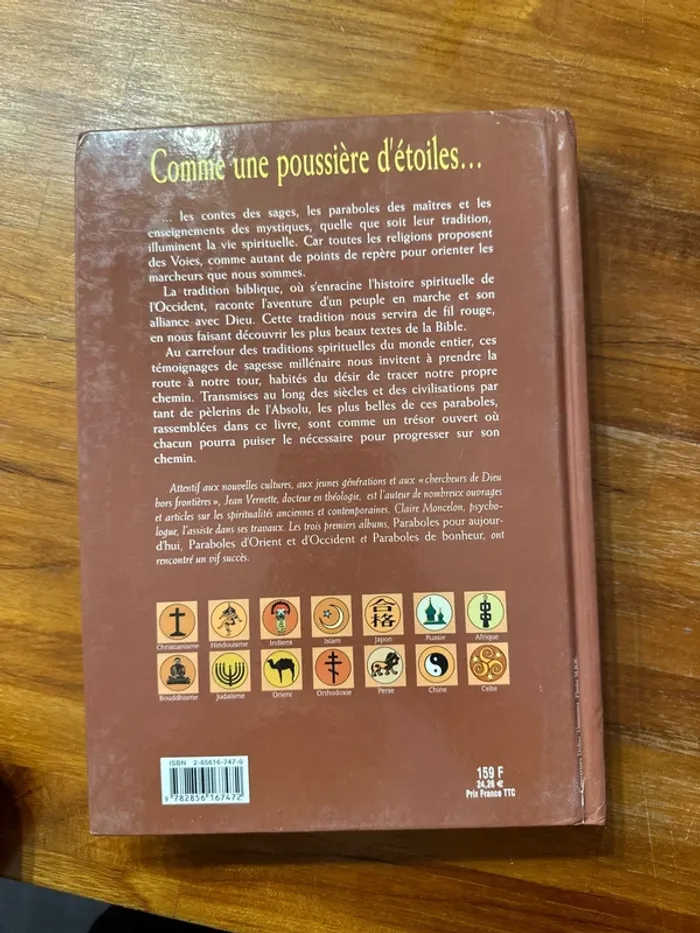 Comme une poussière d'étoiles...
... les contes des sages, les paraboles des maîtres et les
enseignements des mystiques, quelle que soit leur tradition,
illuminent la vie spirituelle. Car toutes les religions proposent
des Voies, comme autant de points de repère pour orienter les
marcheurs que nous sommes.
La tradition biblique, où s'enracine l'histoire spirituelle de
l'Occident, raconte l'aventure d'un peuple en marche et son
alliance avec Dieu. Cette tradition nous servira de fil rouge,
en nous faisant découvrir les plus beaux textes de la Bible.
Au carrefour des traditions spirituelles du monde entier, ces
témoignages de sagesse millénaire nous invitent à prendre la
route à notre tour, habités du désir de tracer notre propre
chemin. Transmises au long des siècles et des civilisations par
tant de pèlerins de l'Absolu, les plus belles de ces paraboles,
rassemblées dans ce livre, sont comme un trésor ouvert où
chacun pourra puiser le nécessaire pour progresser sur son
chemin.
Attentif aux nouvelles cultures, aux jeunes générations et aux « chercheurs de Dieu
hors frontières », Jean Vernette, docteur en théologie, est l'auteur de nombreux ouvrages
et articles sur les spiritualités anciennes et contemporaines. Claire Moncelon, psycho-
logue, l'assiste dans ses travaux. Les trois premiers albums, Paraboles pour aujour-
d'hui, Paraboles d'Orient et d'Occident et Paraboles de bonheur, ont
rencontré un vif succès.
合格
Christianisme Hindouisme Indiens Islam Japon Russie Afrique
Bouddhisme Judaïsme Orient Orthodoxie Perse Chine Celte
ISBN 2-85616-747-0
9 782856 167472
159 F
24,26 €
Prix France TTC